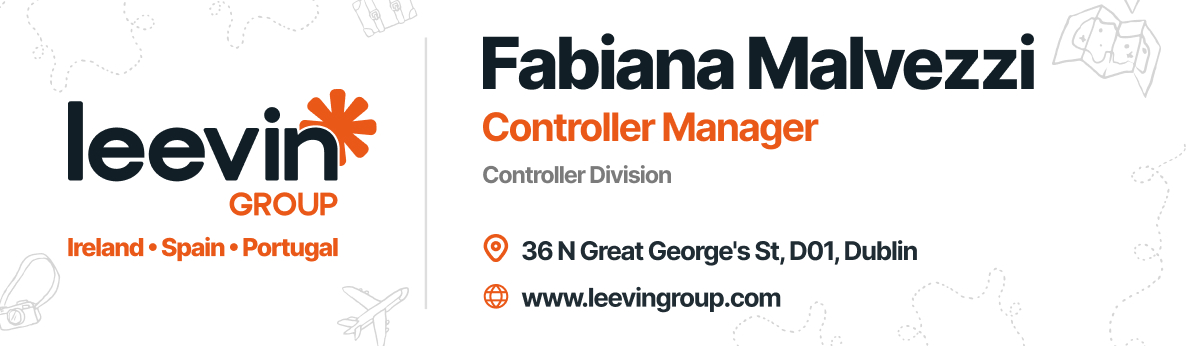 leevin
GROUP
Ireland • Spain • Portugal
Fabiana Malvezzi
Controller Manager
Controller Division
36 N Great George's St, D01, Dublin
www.leevingroup.com